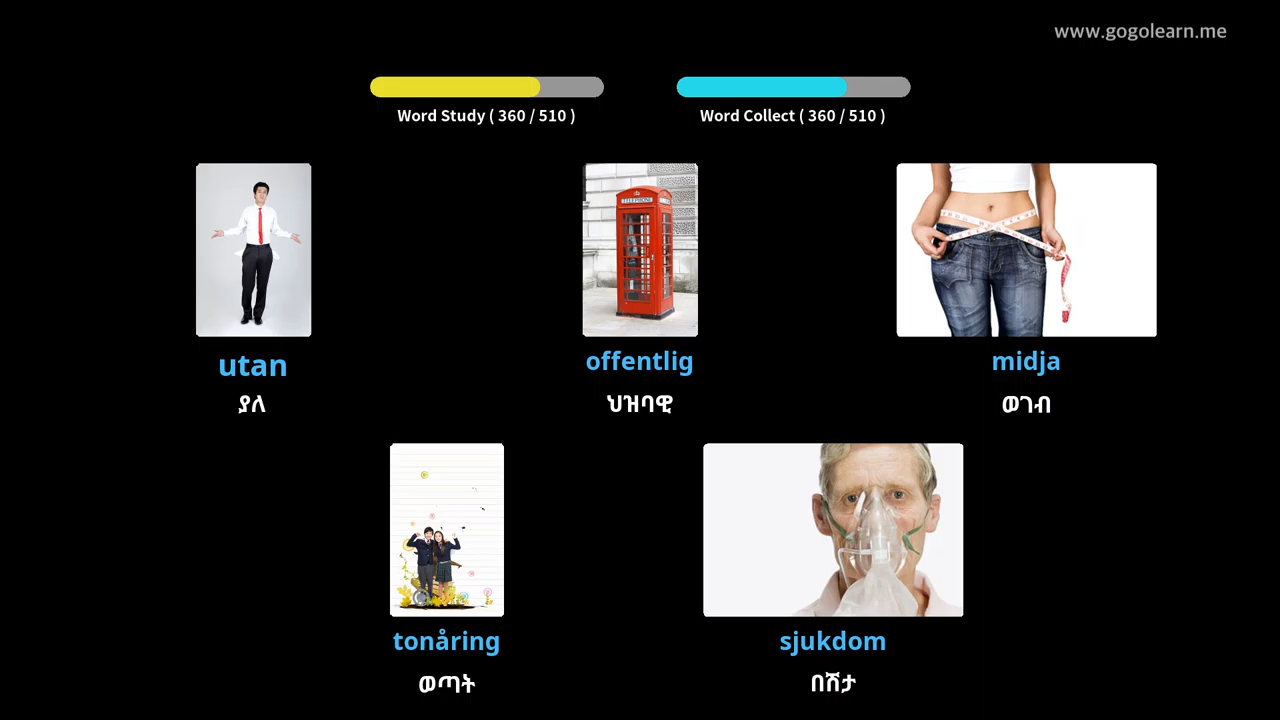 www.gogolearn.me
Word Study ( 360 / 510 )
Word Collect ( 360 / 510 )
TELEPHONE
utan
ያለ
offentlig
ህዝባዊ
midja
ወገብ
tonåring
ወጣት
sjukdom
በሽታ